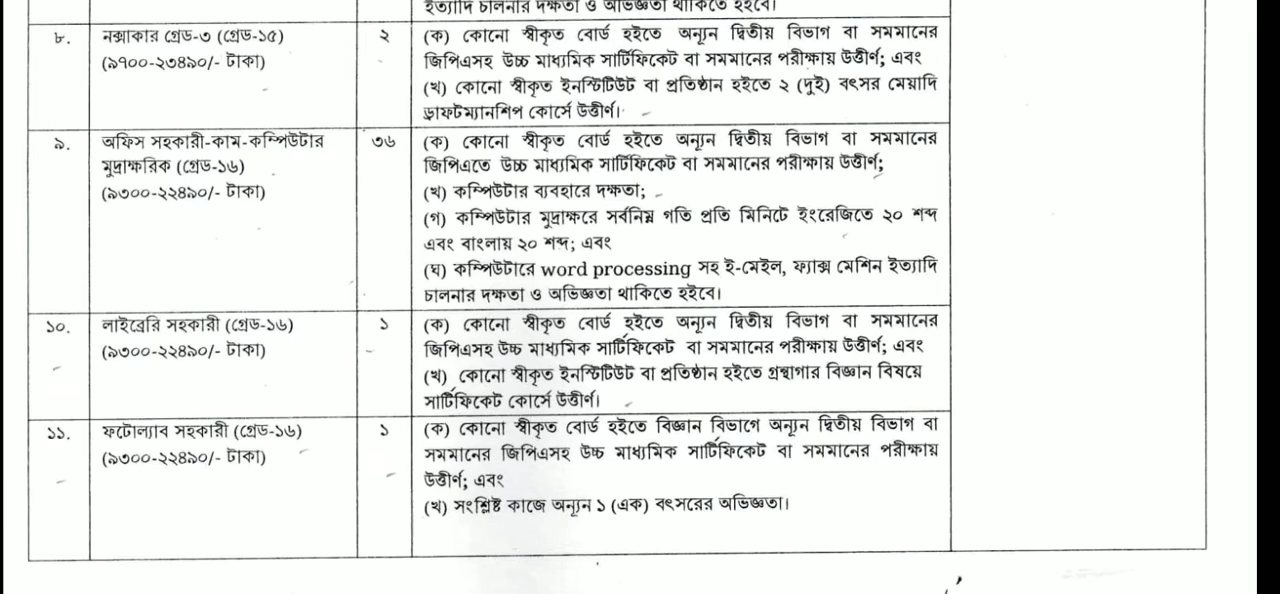 ইত্যাদি চালনার দক্ষতা ও অভিজ্ঞতা থাকিতে হইবে।
৮.
নক্সাকার গ্রেড-৩ (গ্রেড-১৫)
(৯৭০০-২৩৪৯০/- টাকা)
২
(ক) কোনো স্বীকৃত বোর্ড হইতে অন্যূন দ্বিতীয় বিভাগ বা সমমানের
জিপিএসহ উচ্চ মাধ্যমিক সার্টিফিকেট বা সমমানের পরীক্ষায় উত্তীর্ণ; এবং
(খ) কোনো স্বীকৃত ইনস্টিটিউট বা প্রতিষ্ঠান হইতে ২ (দুই) বৎসর মেয়াদি
ড্রাফটম্যানশিপ কোর্সে উত্তীর্ণ।
৯.
অফিস সহকারী-কাম-কম্পিউটার
মুদ্রাক্ষরিক (গ্রেড-১৬)
(৯৩০০-২২৪৯০/- টাকা)
৩৬
(ক) কোনো স্বীকৃত বোর্ড হইতে অন্যূন দ্বিতীয় বিভাগ বা সমমানের
জিপিএতে উচ্চ মাধ্যমিক সার্টিফিকেট বা সমমানের পরীক্ষায় উত্তীর্ণ;
(খ) কম্পিউটার ব্যবহারে দক্ষতা;
(গ) কম্পিউটার মুদ্রাক্ষরে সর্বনিম্ন গতি প্রতি মিনিটে ইংরেজিতে ২০ শব্দ
এবং বাংলায় ২০ শব্দ; এবং
(ঘ) কম্পিউটারে word processing সহ ই-মেইল, ফ্যাক্স মেশিন ইত্যাদি
চালনার দক্ষতা ও অভিজ্ঞতা থাকিতে হইবে।
১০.
লাইব্রেরি সহকারী (গ্রেড-১৬)
(৯৩০০-২২৪৯০/- টাকা)
১
(ক) কোনো স্বীকৃত বোর্ড হইতে অন্যূন দ্বিতীয় বিভাগ বা সমমানের
জিপিএসহ উচ্চ মাধ্যমিক সার্টিফিকেট বা সমমানের পরীক্ষায় উত্তীর্ণ; এবং
(খ) কোনো স্বীকৃত ইনস্টিটিউট বা প্রতিষ্ঠান হইতে গ্রন্থাগার বিজ্ঞান বিষয়ে
সার্টিফিকেট কোর্সে উত্তীর্ণ।
১১.
ফটোল্যাব সহকারী (গ্রেড-১৬)
(৯৩০০-২২৪৯০/- টাকা)
১
(ক) কোনো স্বীকৃত বোর্ড হইতে বিজ্ঞান বিভাগে অন্যূন দ্বিতীয় বিভাগ বা
সমমানের জিপিএসহ উচ্চ মাধ্যমিক সার্টিফিকেট বা সমমানের পরীক্ষায়
উত্তীর্ণ; এবং
(খ) সংশ্লিষ্ট কাজে অন্যূন ১ (এক) বৎসরের অভিজ্ঞতা।